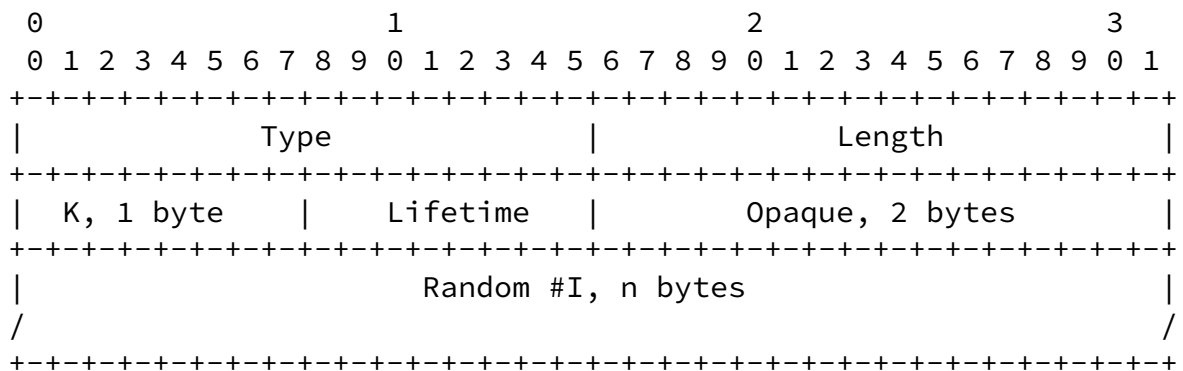 0                   1                   2                   3
 0 1 2 3 4 5 6 7 8 9 0 1 2 3 4 5 6 7 8 9 0 1 2 3 4 5 6 7 8 9 0 1
+-+-+-+-+-+-+-+-+-+-+-+-+-+-+-+-+-+-+-+-+-+-+-+-+-+-+-+-+-+-+-+-+
|             Type              |             Length            |
+-+-+-+-+-+-+-+-+-+-+-+-+-+-+-+-+-+-+-+-+-+-+-+-+-+-+-+-+-+-+-+-+
|  K, 1 byte    |    Lifetime   |        Opaque, 2 bytes        |
+-+-+-+-+-+-+-+-+-+-+-+-+-+-+-+-+-+-+-+-+-+-+-+-+-+-+-+-+-+-+-+-+
|                      Random #I, n bytes                       |
/                                                               /
+-+-+-+-+-+-+-+-+-+-+-+-+-+-+-+-+-+-+-+-+-+-+-+-+-+-+-+-+-+-+-+-+